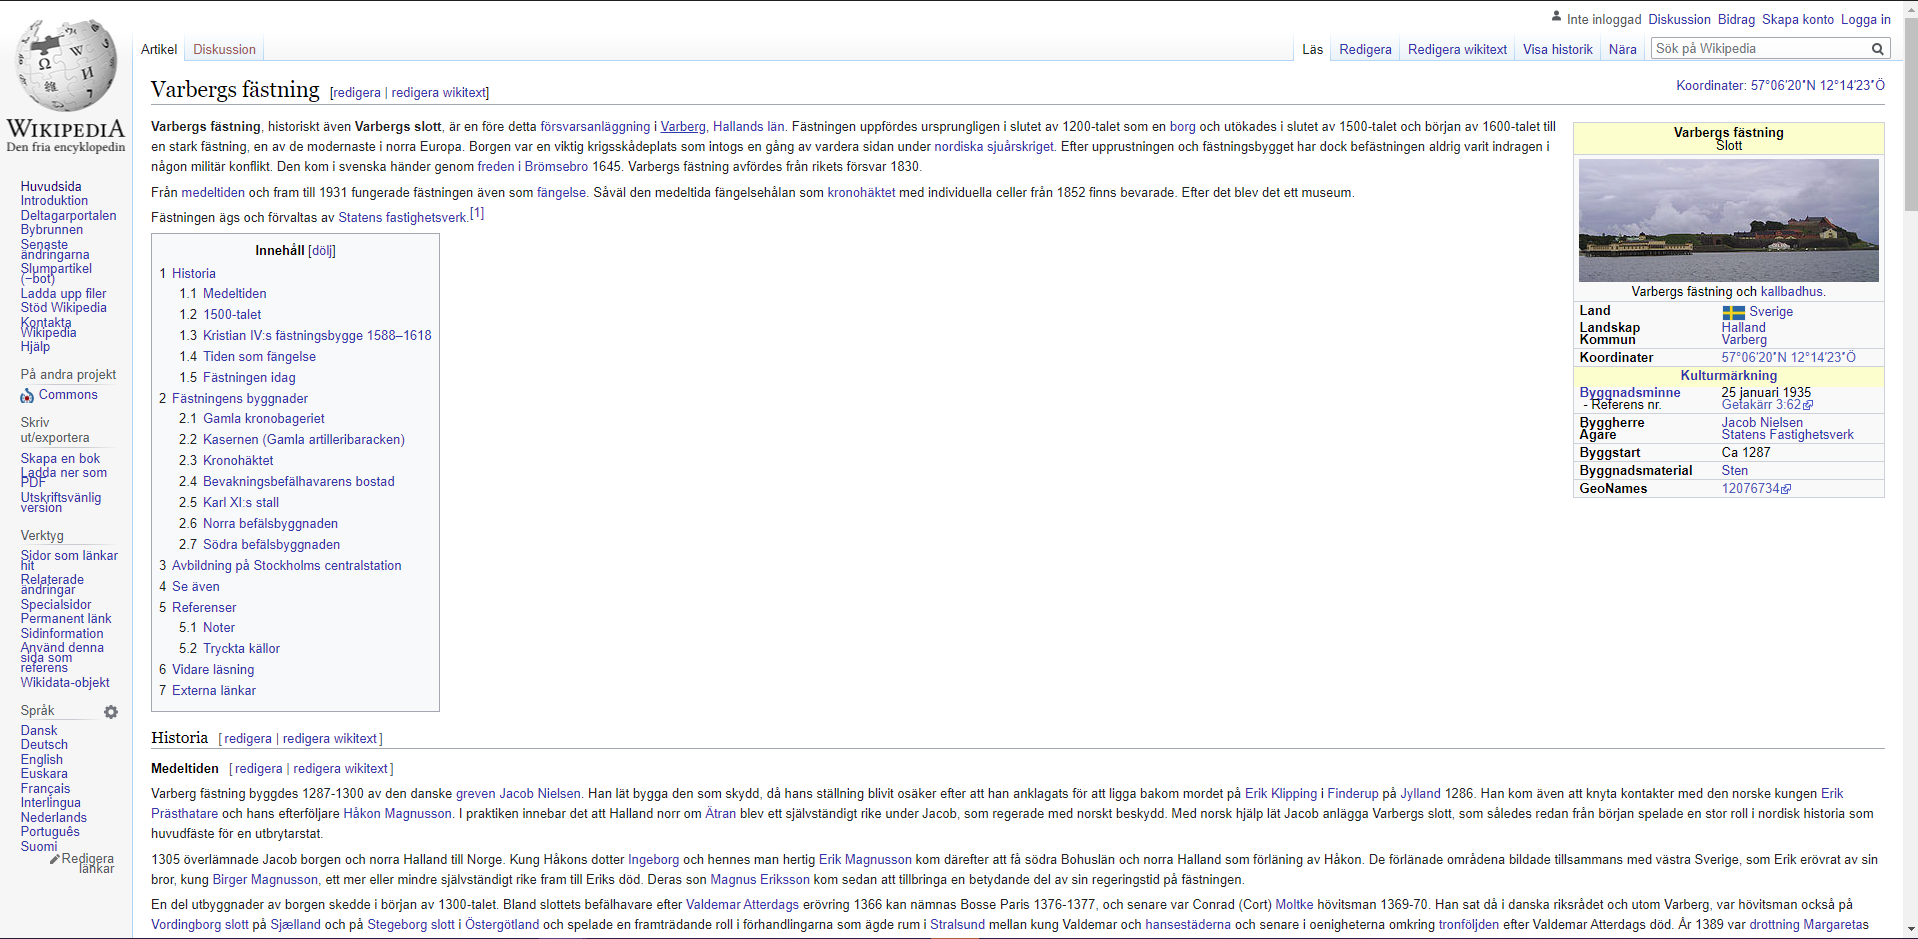 Inte inloggad Diskussion Bidrag Skapa konto Logga in
Artikel Diskussion
Läs Redigera Redigera wikitext Visa historik Nära Sök på Wikipedia
WIKIPEDIA
Den fria encyklopedin
Huvudsida
Introduktion
Deltagarportalen
Bybrunnen
Senaste
ändringarna
Slumpartikel
(−bot)
Ladda upp filer
Stöd Wikipedia
Kontakta
Wikipedia
Hjälp
På andra projekt
Commons
Skriv
ut/exportera
Skapa en bok
Ladda ner som
PDF
Utskriftsvänlig
version
Verktyg
Sidor som länkar
hit
Relaterade
ändringar
Specialsidor
Permanent länk
Sidinformation
Använd denna
sida som
referens
Wikidata-objekt
Språk
Dansk
Deutsch
English
Euskara
Français
Interlingua
Nederlands
Português
Suomi
Redigera
länkar
Varbergs fästning [redigera | redigera wikitext]
Koordinater: 57°06′20″N 12°14′23″Ö
Varbergs fästning, historiskt även Varbergs slott, är en före detta försvarsanläggning i Varberg, Hallands län. Fästningen uppfördes ursprungligen i slutet av 1200-talet som en borg och utökades i slutet av 1500-talet och början av 1600-talet till
en stark fästning, en av de modernaste i norra Europa. Borgen var en viktig krigsskådeplats som intogs en gång av vardera sidan under nordiska sjuårskriget. Efter upprustningen och fästningsbygget har dock befästningen aldrig varit indragen i
någon militär konflikt. Den kom i svenska händer genom freden i Brömsebro 1645. Varbergs fästning avfördes från rikets försvar 1830.
Från medeltiden och fram till 1931 fungerade fästningen även som fängelse. Såväl den medeltida fängelsehålan som kronohäktet med individuella celler från 1852 finns bevarade. Efter det blev det ett museum.
Fästningen ägs och förvaltas av Statens fastighetsverk.[1]
Varbergs fästning
Slott
Varbergs fästning och kallbadhus.
Land Sverige
Landskap Halland
Kommun Varberg
Koordinater 57°06′20″N 12°14′23″Ö
Kulturmärkning
Byggnadsminne 25 januari 1935
- Referens nr. Getakärr 3:62
Byggherre Jacob Nielsen
Ägare Statens Fastighetsverk
Byggstart Ca 1287
Byggnadsmaterial Sten
GeoNames 12076734
Innehåll [dölj]
1 Historia
1.1 Medeltiden
1.2 1500-talet
1.3 Kristian IV:s fästningsbygge 1588–1618
1.4 Tiden som fängelse
1.5 Fästningen idag
2 Fästningens byggnader
2.1 Gamla kronobageriet
2.2 Kasernen (Gamla artilleribaracken)
2.3 Kronohäktet
2.4 Bevakningsbefälhavarens bostad
2.5 Karl XI:s stall
2.6 Norra befälsbyggnaden
2.7 Södra befälsbyggnaden
3 Avbildning på Stockholms centralstation
4 Se även
5 Referenser
5.1 Noter
5.2 Tryckta källor
6 Vidare läsning
7 Externa länkar
Historia [ redigera | redigera wikitext ]
Medeltiden [ redigera | redigera wikitext ]
Varberg fästning byggdes 1287-1300 av den danske greven Jacob Nielsen. Han lät bygga den som skydd, då hans ställning blivit osäker efter att han anklagats för att ligga bakom mordet på Erik Klipping i Finderup på Jylland 1286. Han kom även att knyta kontakter med den norske kungen Erik
Prästhatare och hans efterföljare Håkon Magnusson. I praktiken innebar det att Halland norr om Ätran blev ett självständigt rike under Jacob, som regerade med norskt beskydd. Med norsk hjälp lät Jacob anlägga Varbergs slott, som således redan från början spelade en stor roll i nordisk historia som
huvudfäste för en utbrytarstat.
1305 överlämnade Jacob borgen och norra Halland till Norge. Kung Håkons dotter Ingeborg och hennes man hertig Erik Magnusson kom därefter att få södra Bohuslän och norra Halland som förläning av Håkon. De förlänade områdena bildade tillsammans med västra Sverige, som Erik erövrat av sin
bror, kung Birger Magnusson, ett mer eller mindre självständigt rike fram till Eriks död. Deras son Magnus Eriksson kom sedan att tillbringa en betydande del av sin regeringstid på fästningen.
En del utbyggnader av borgen skedde i början av 1300-talet. Bland slottets befälhavare efter Valdemar Atterdags erövring 1366 kan nämnas Bosse Paris 1376-1377, och senare var Conrad (Cort) Moltke hövitsman 1369-70. Han sat då i danska riksrådet och utom Varberg, var hövitsman också på
Vordingborg slott på Sjælland och på Stegeborg slott i Östergötland och spelade en framträdande roll i förhandlingarna som ägde rum i Stralsund mellan kung Valdemar och hansestäderna och senare i oenigheterna omkring tronföljden efter Valdemar Atterdags död. År 1389 var drottning Margaretas